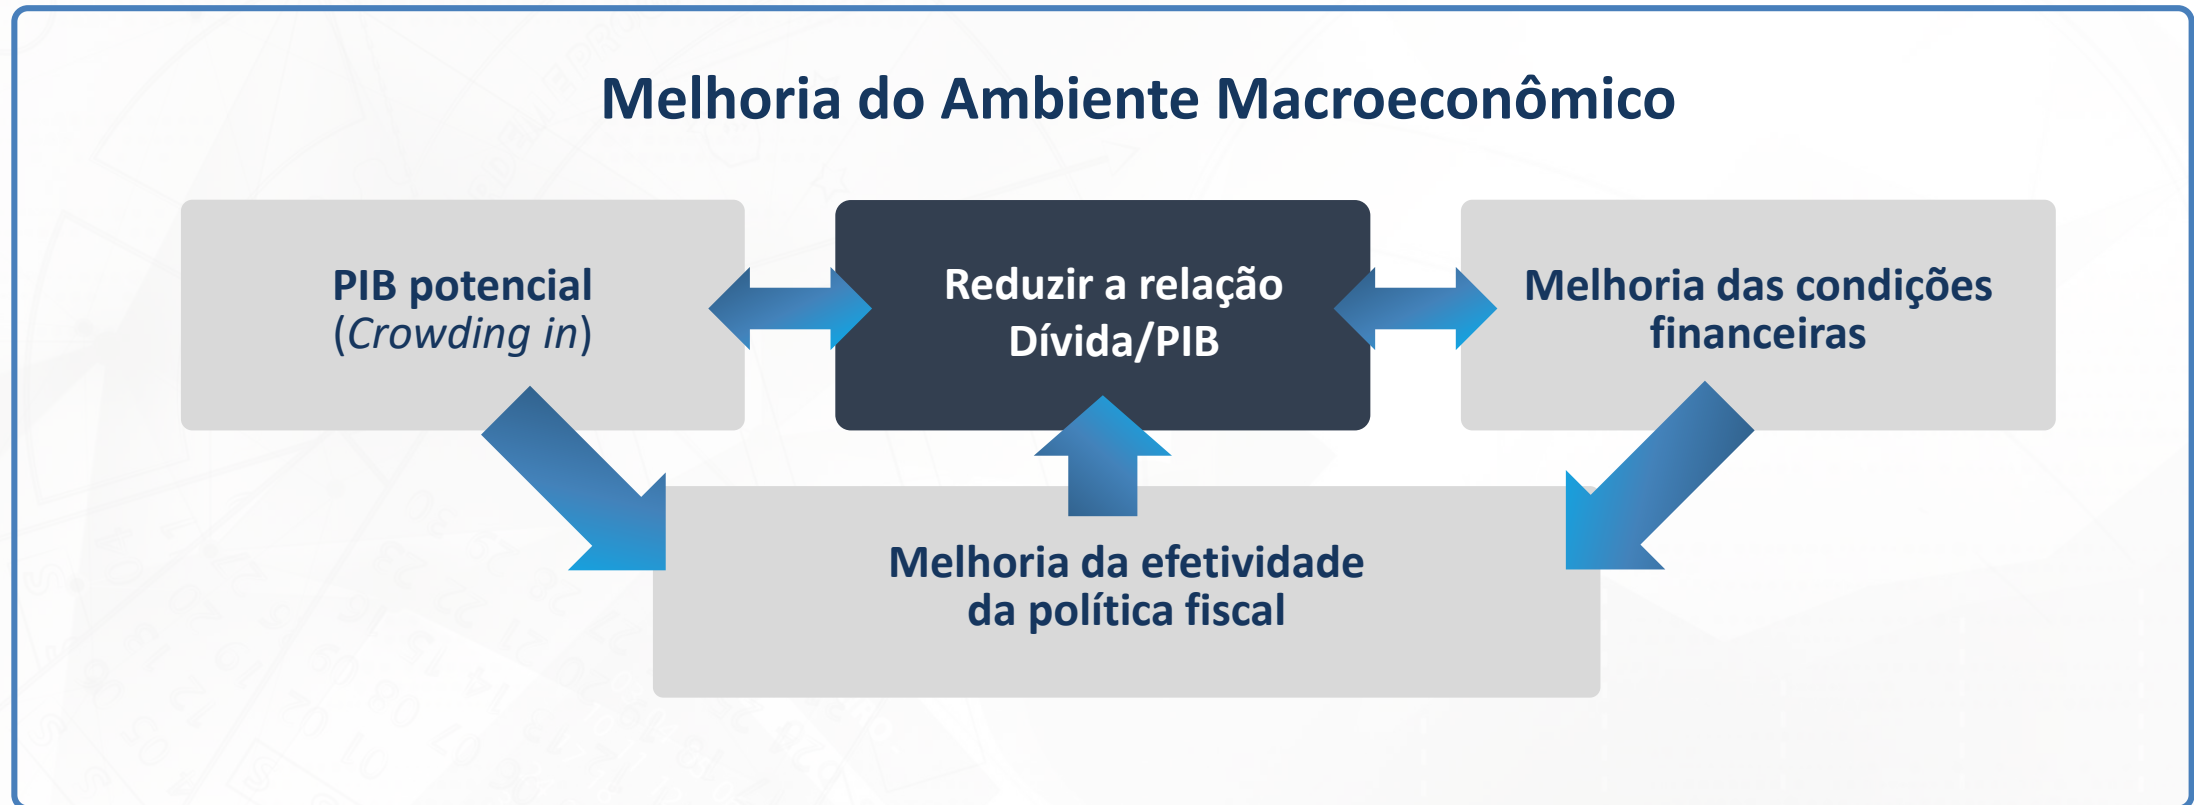 Melhoria do Ambiente Macroeconômico
PIB potencial
(Crowding in)
Reduzir a relação
Dívida/PIB
Melhoria das condições
financeiras
Melhoria da efetividade
da política fiscal